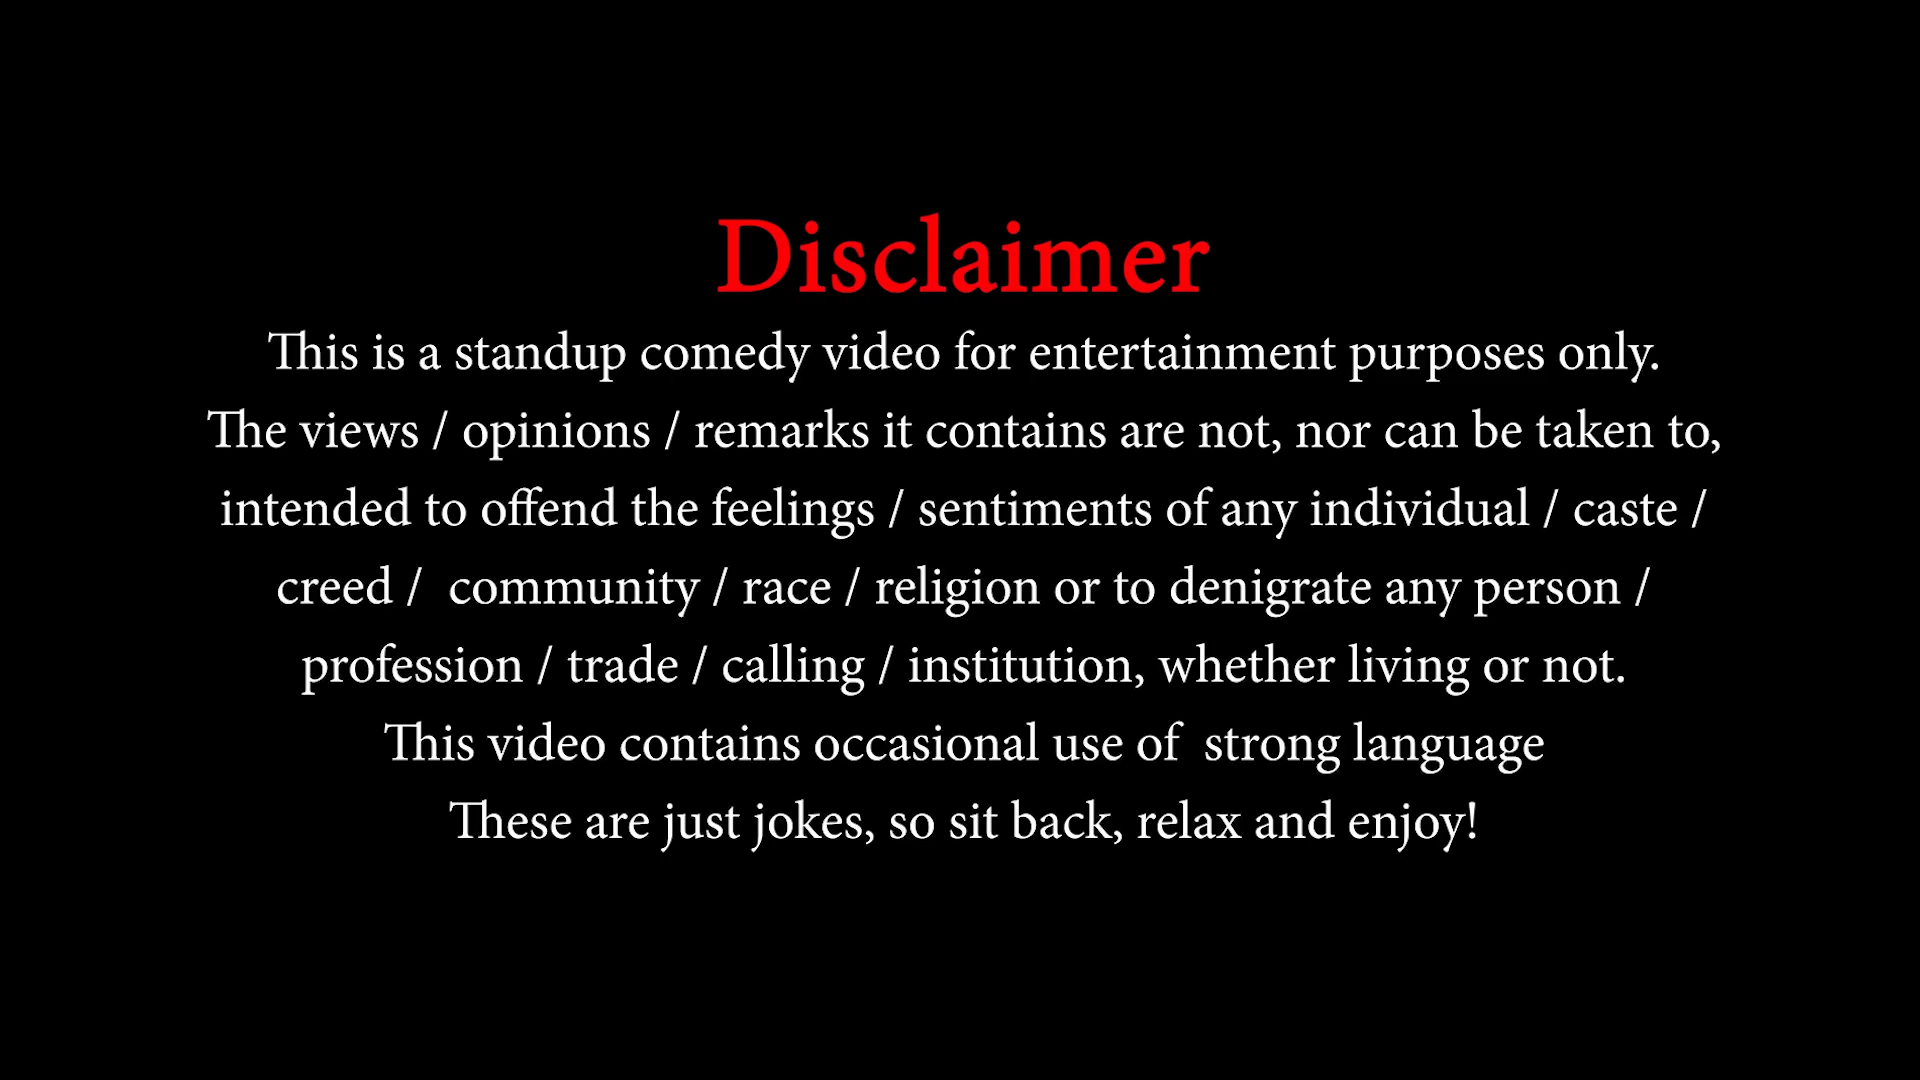 Disclaimer
This is a standup comedy video for entertainment purposes only.
The views / opinions / remarks it contains are not, nor can be taken to,
intended to offend the feelings / sentiments of any individual / caste /
creed /  community / race / religion or to denigrate any person /
profession / trade / calling / institution, whether living or not.
This video contains occasional use of  strong language
These are just jokes, so sit back, relax and enjoy!